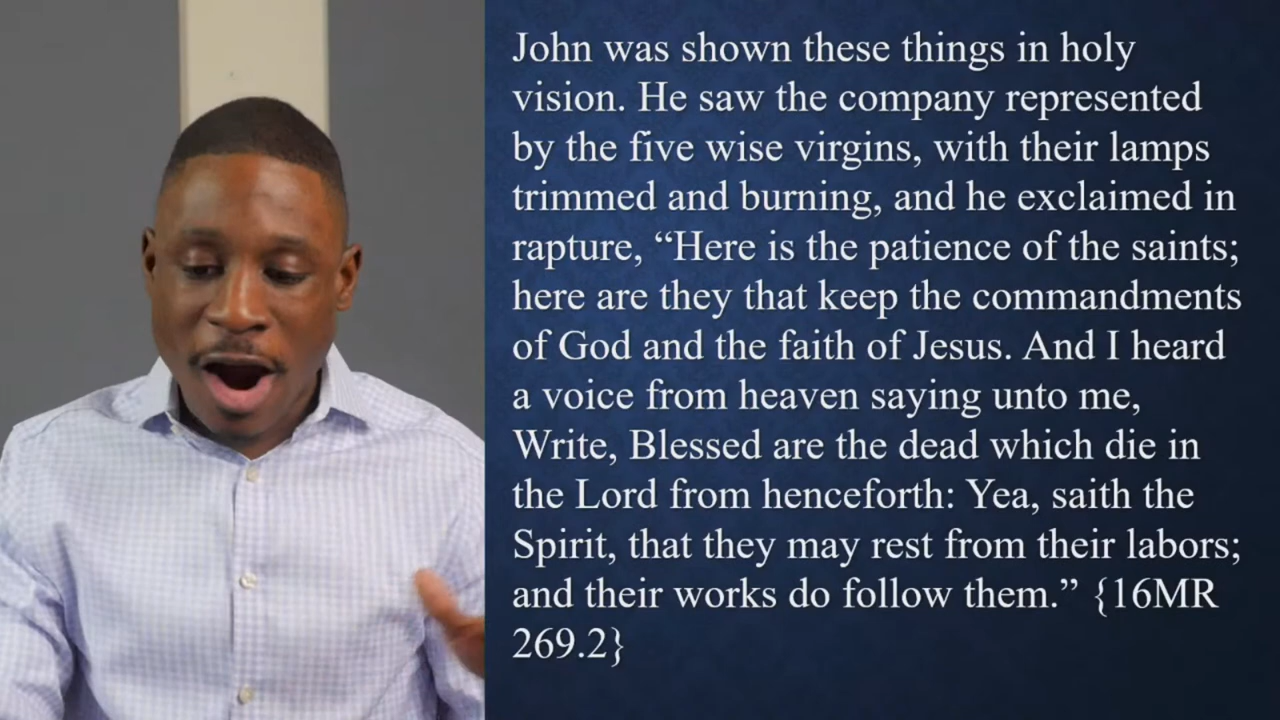 John was shown these things in holy
vision. He saw the company represented
by the five wise virgins, with their lamps
trimmed and burning, and he exclaimed in
rapture, “Here is the patience of the saints;
here are they that keep the commandments
of God and the faith of Jesus. And I heard
a voice from heaven saying unto me,
Write, Blessed are the dead which die in
the Lord from henceforth: Yea, saith the
Spirit, that they may rest from their labors;
and their works do follow them.” {16MR
269.2}